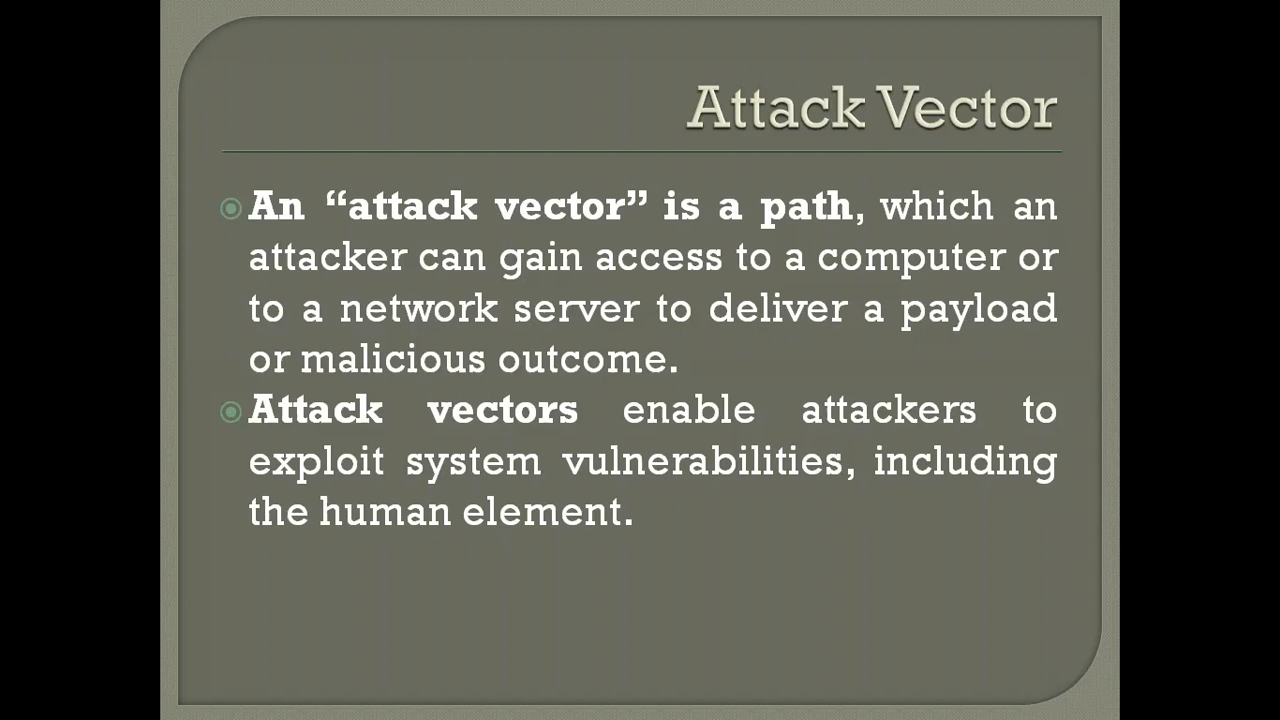 Attack Vector
An “attack vector” is a path, which an
attacker can gain access to a computer or
to a network server to deliver a payload
or malicious outcome.
Attack vectors enable attackers to
exploit system vulnerabilities, including
the human element.